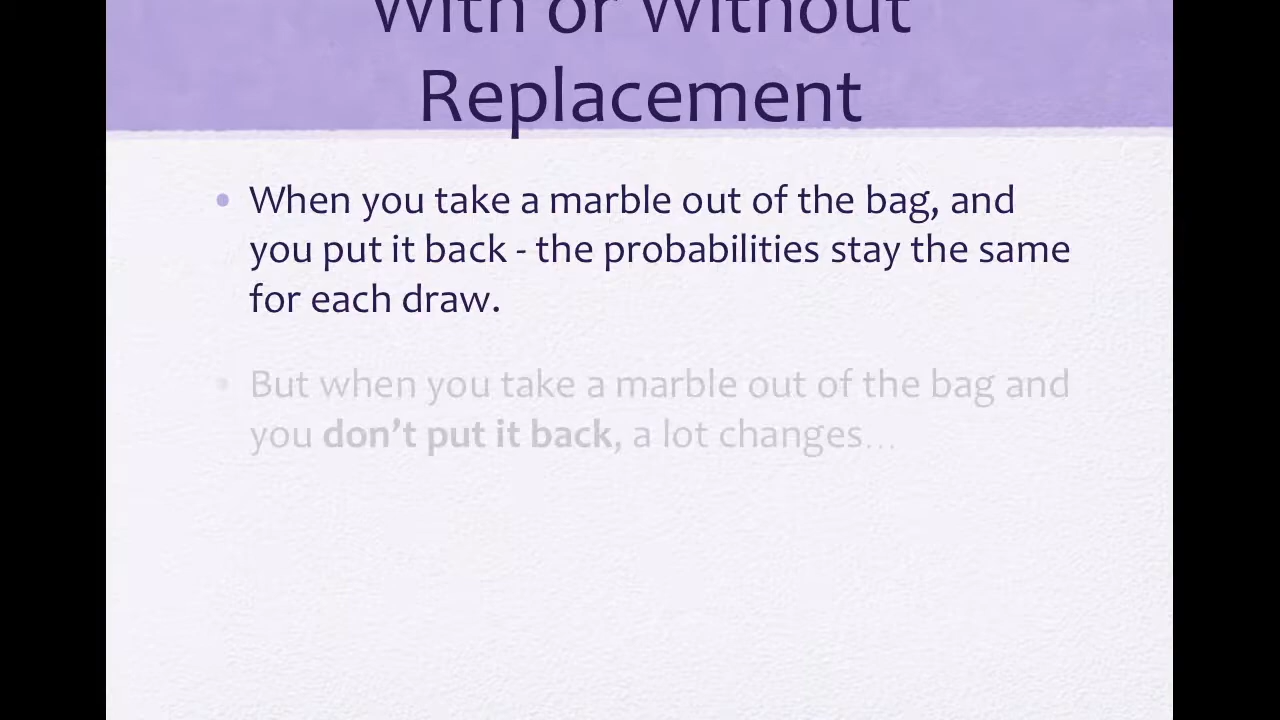 With or Without
Replacement
• When you take a marble out of the bag, and
you put it back - the probabilities stay the same
for each draw.
• But when you take a marble out of the bag and
you don’t put it back, a lot changes…